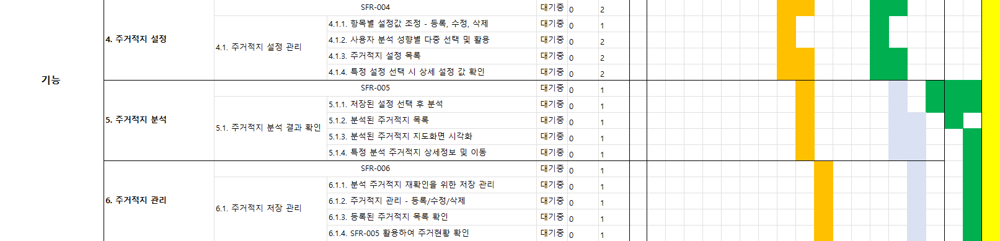 SFR-004 대기중 0 2
4.1.1. 항목별 설정값 조정 - 등록, 수정, 삭제 대기중 0 1
4. 주거적지 설정 4.1. 주거적지 설정 관리 4.1.2. 사용자 분석 성향별 다중 선택 및 활용 대기중 0 2
4.1.3. 주거적지 설정 목록 대기중 0 2
4.1.4. 특정 설정 선택 시 상세 설정 값 확인 대기중 0 2
기능
SFR-005 대기중 0 1
5.1.1. 저장된 설정 선택 후 분석 대기중 0 1
5. 주거적지 분석 5.1. 주거적지 분석 결과 확인 5.1.2. 분석된 주거적지 목록 대기중 0 1
5.1.3. 분석된 주거적지 지도화면 시각화 대기중 0 1
5.1.4. 특정 분석 주거적지 상세정보 및 이동 대기중 0 1
SFR-006 대기중 0 1
6.1.1. 분석 주거적지 재확인을 위한 저장 관리 대기중 0 1
6. 주거적지 관리 6.1. 주거적지 저장 관리 6.1.2. 주거적지 관리 - 등록/수정/삭제 대기중 0 1
6.1.3. 등록된 주거적지 목록 확인 대기중 0 1
6.1.4. SFR-005 활용하여 주거현황 확인 대기중 0 1